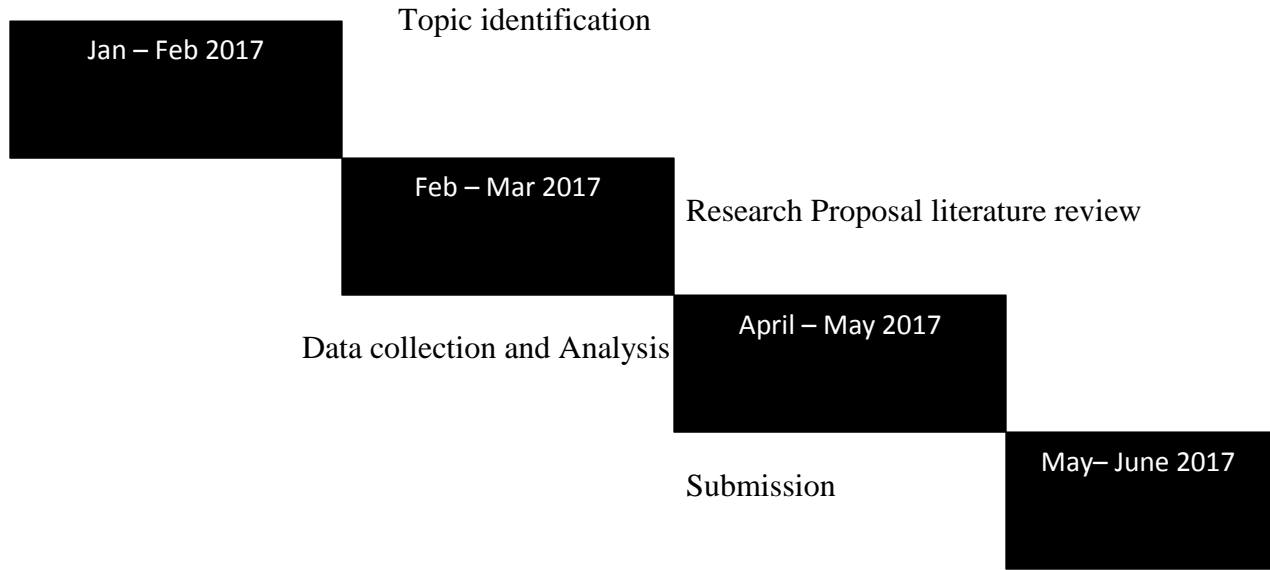 Topic identification
Jan – Feb 2017
Feb – Mar 2017
Research Proposal literature review
April – May 2017
Data collection and Analysis
May– June 2017
Submission